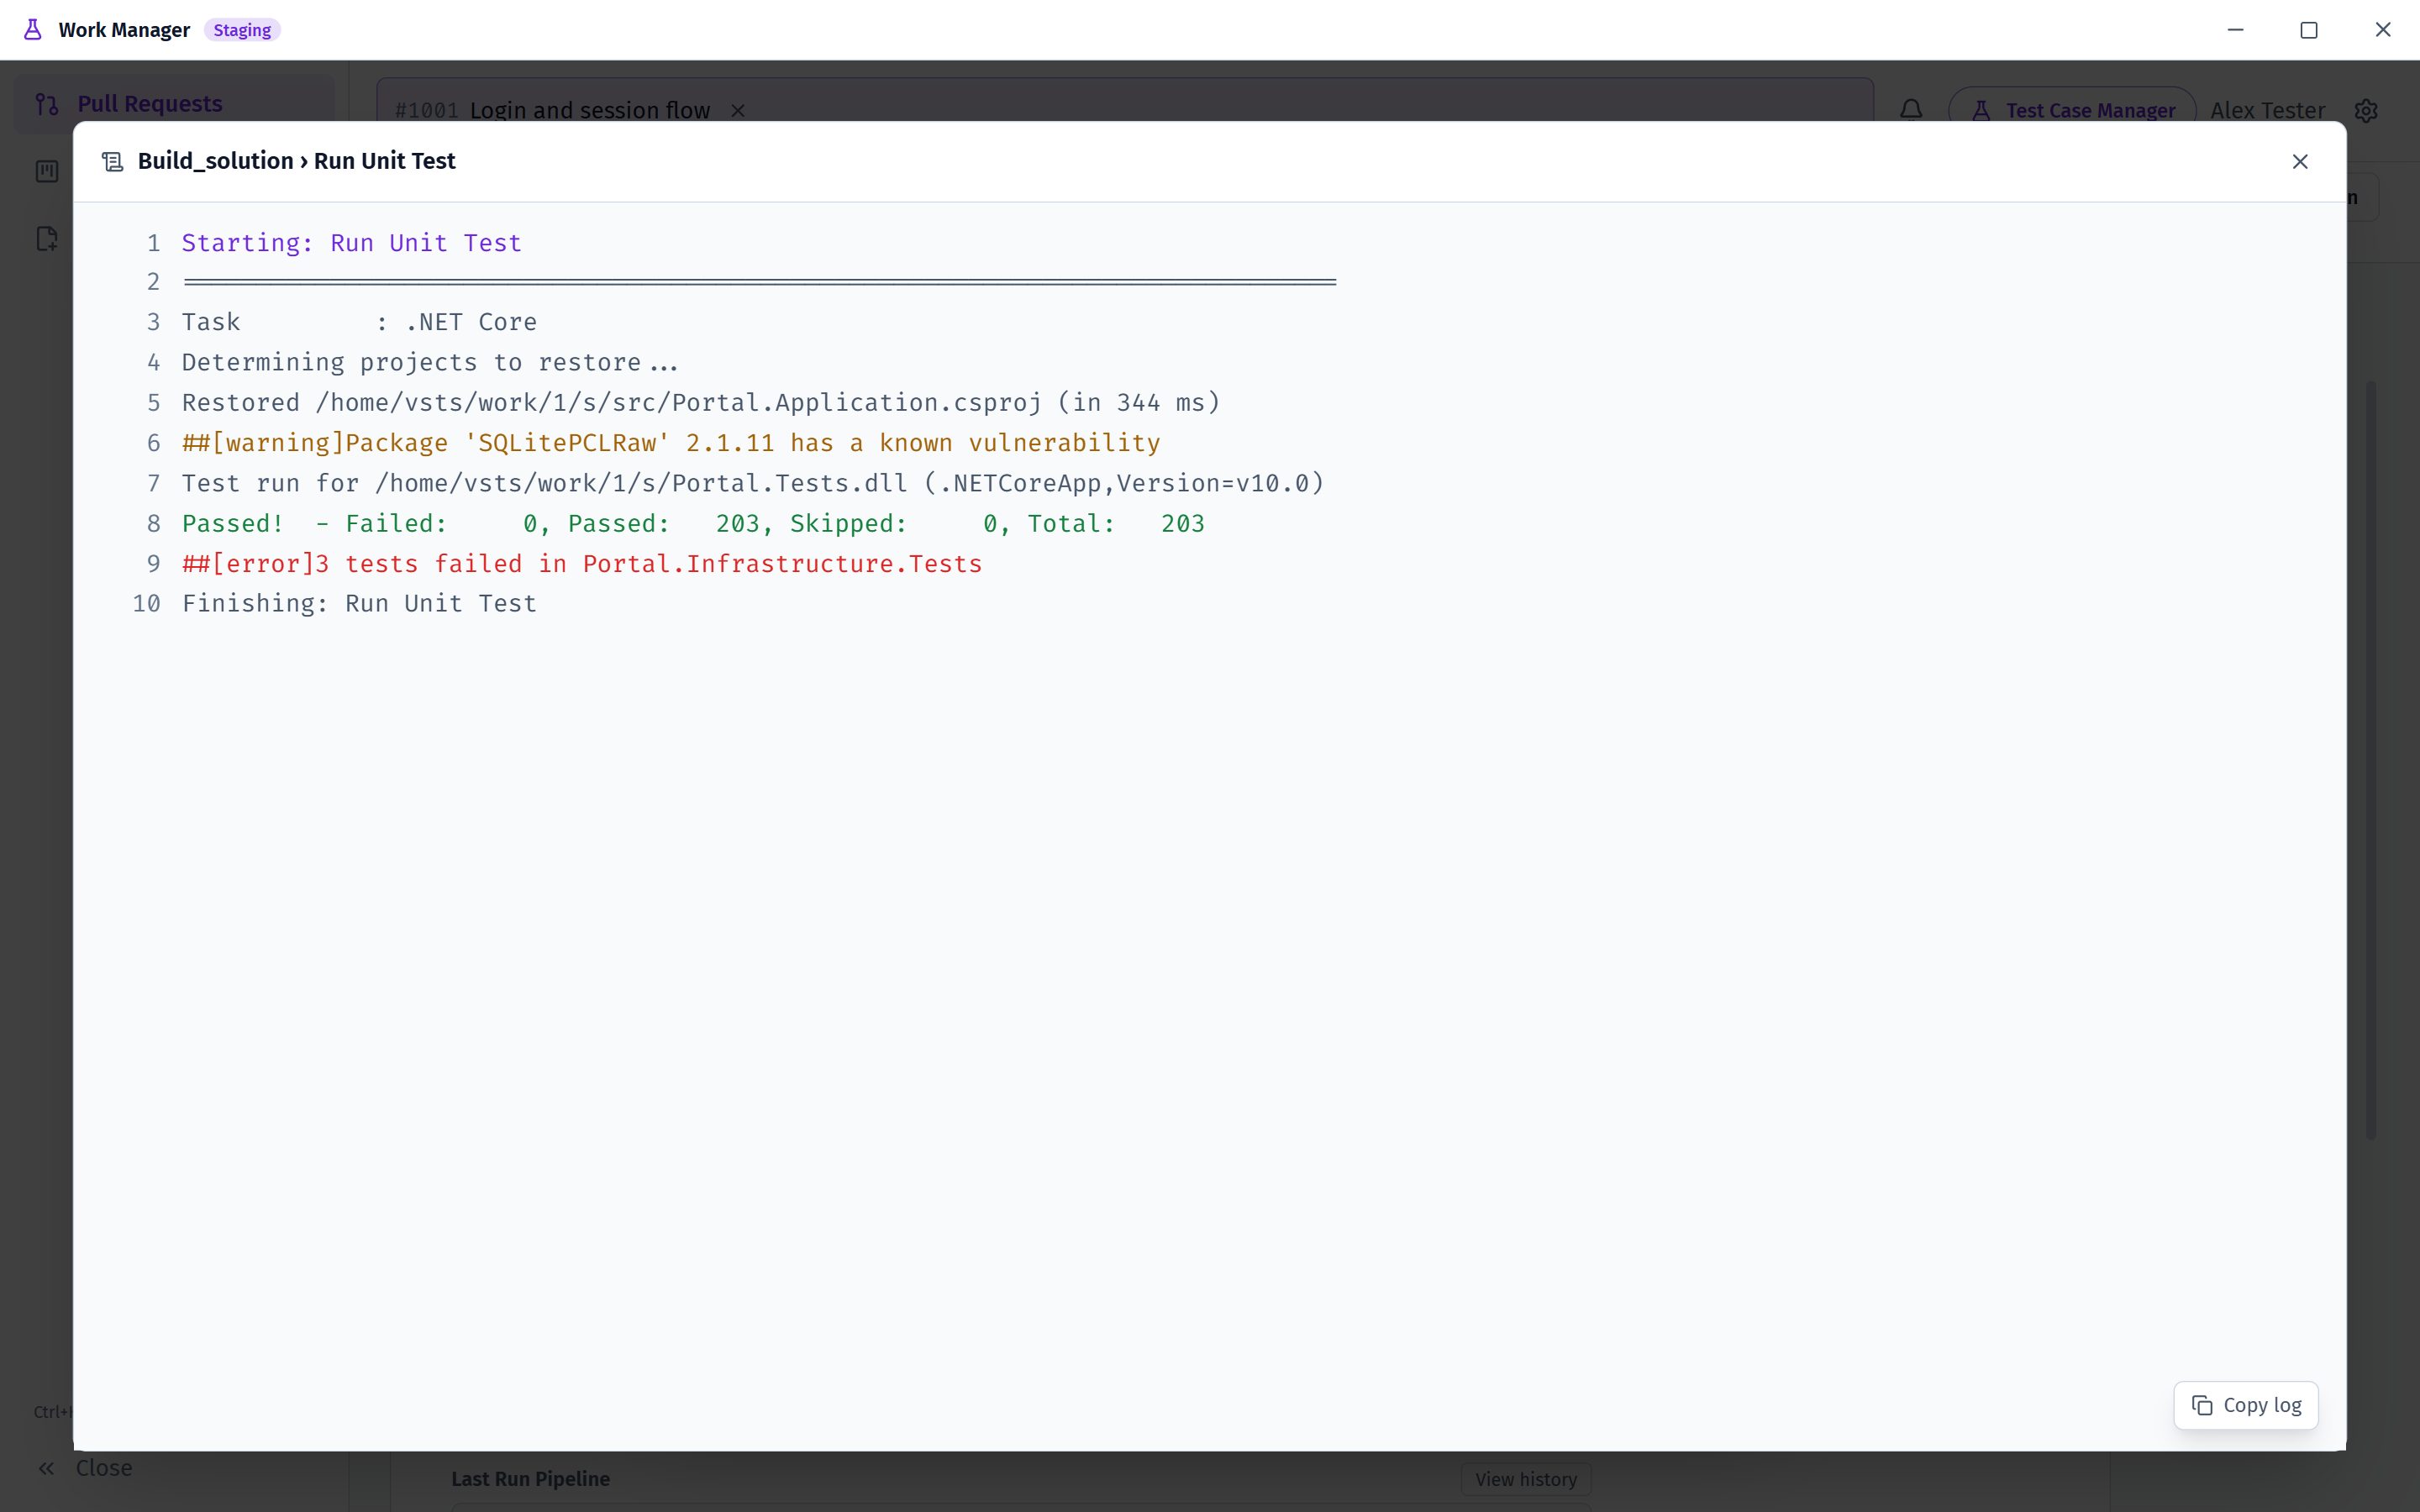 Work Manager Staging
Pull Requests
#1001 Login and session flow
Test Case Manager
Alex Tester
Build_solution › Run Unit Test
1 Starting: Run Unit Test
2 ==============================================================================
3 Task         : .NET Core
4 Determining projects to restore...
5 Restored /home/vsts/work/1/s/src/Portal.Application.csproj (in 344 ms)
6 ##[warning]Package 'SQLitePCLRaw' 2.1.11 has a known vulnerability
7 Test run for /home/vsts/work/1/s/Portal.Tests.dll (.NETCoreApp,Version=v10.0)
8 Passed!  - Failed:     0, Passed:   203, Skipped:     0, Total:   203
9 ##[error]3 tests failed in Portal.Infrastructure.Tests
10 Finishing: Run Unit Test
Copy log
Close
Last Run Pipeline
View history